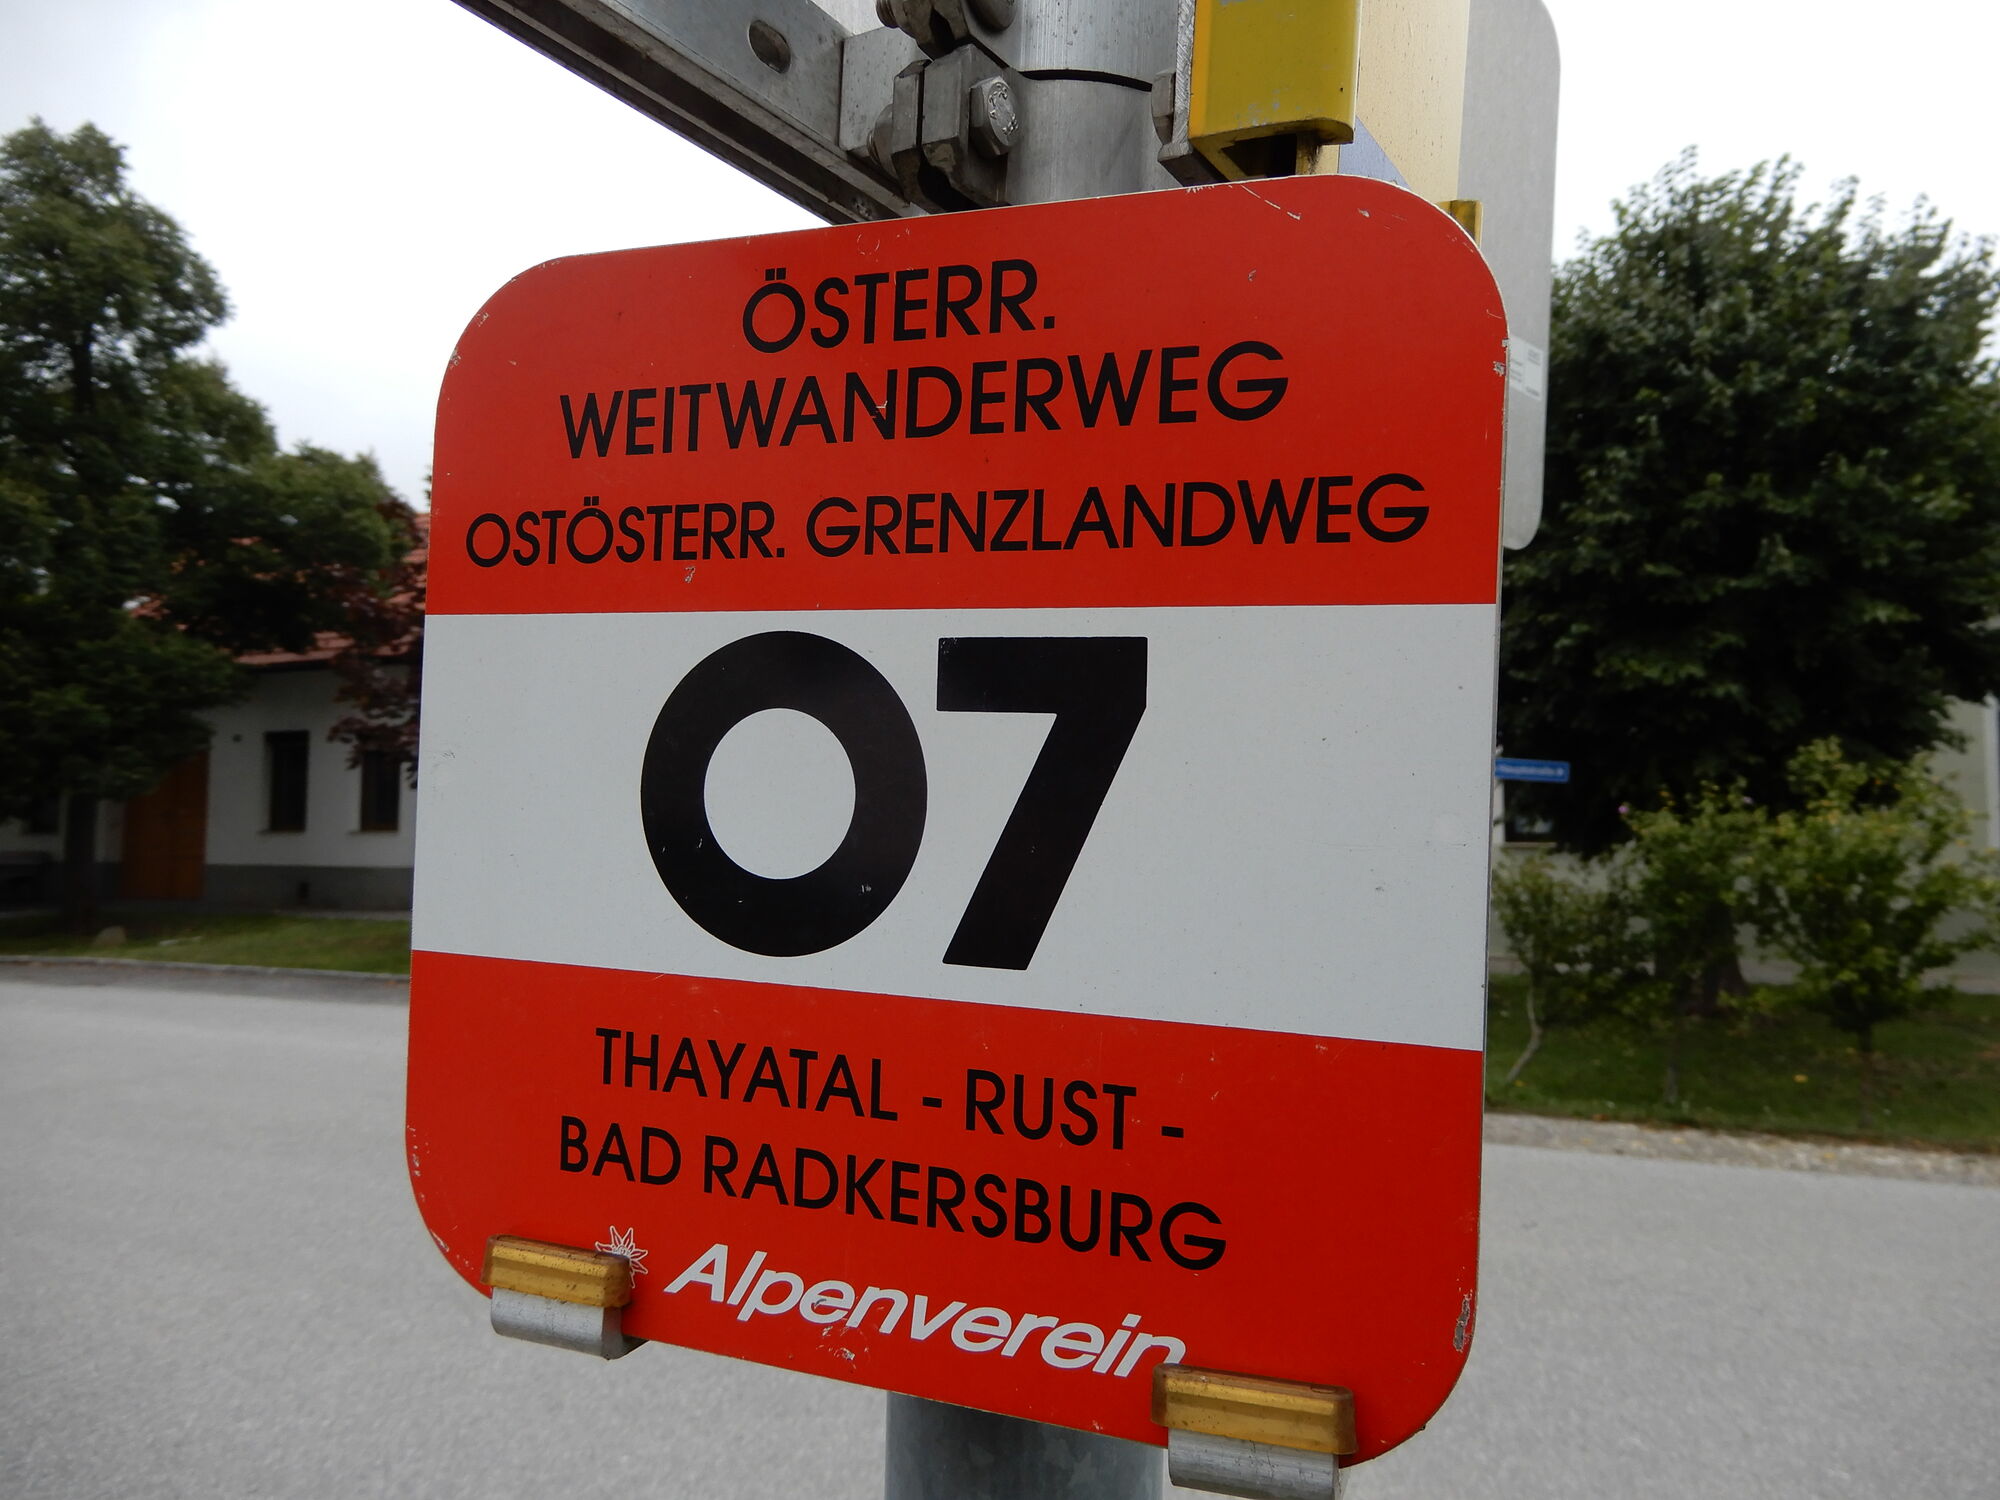 ÖSTERR.
WEITWANDERWEG
OSTÖSTERR. GRENZLANDWEG
07
THAYATAL - RUST -
BAD RADKERSBURG
Alpenverein